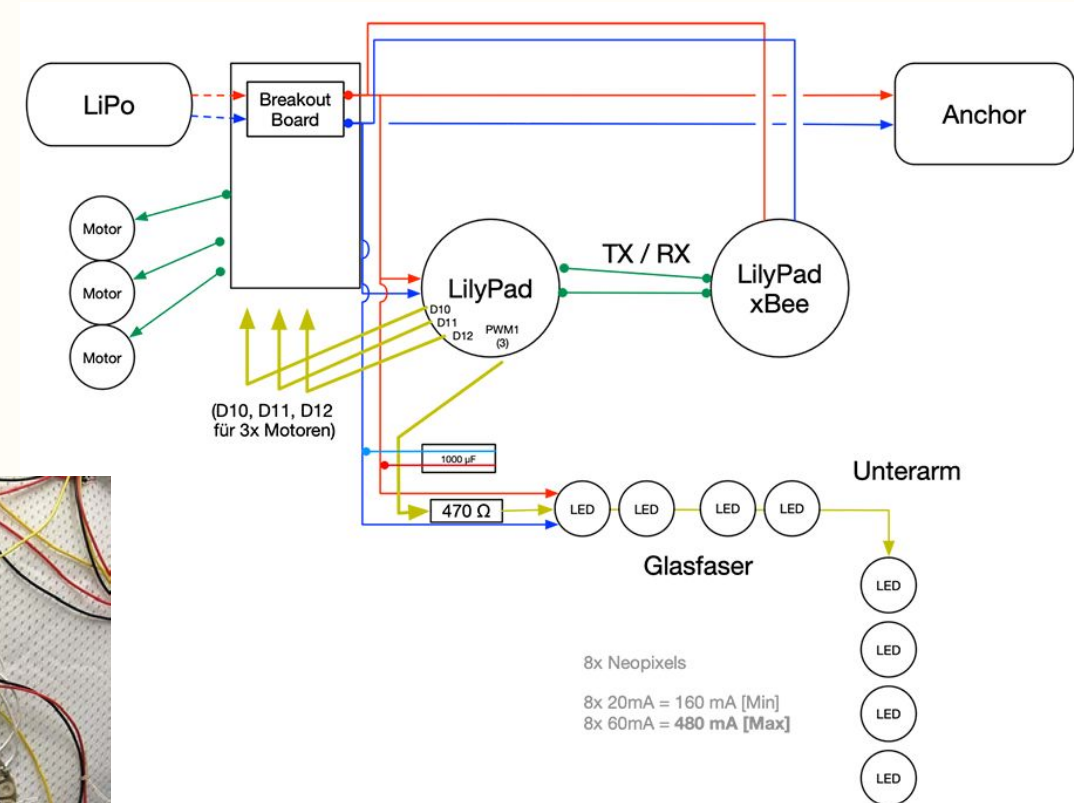 LiPo
Breakout
Board
Anchor
Motor
Motor
Motor
LilyPad
D10
D11
D12
PWM1
(3)
TX / RX
LilyPad
xBee
(D10, D11, D12
für 3x Motoren)
1000 µF
470 Ω
LED
LED
LED
LED
Unterarm
Glasfaser
LED
LED
LED
LED
8x Neopixels
8x 20mA = 160 mA [Min]
8x 60mA = 480 mA [Max]